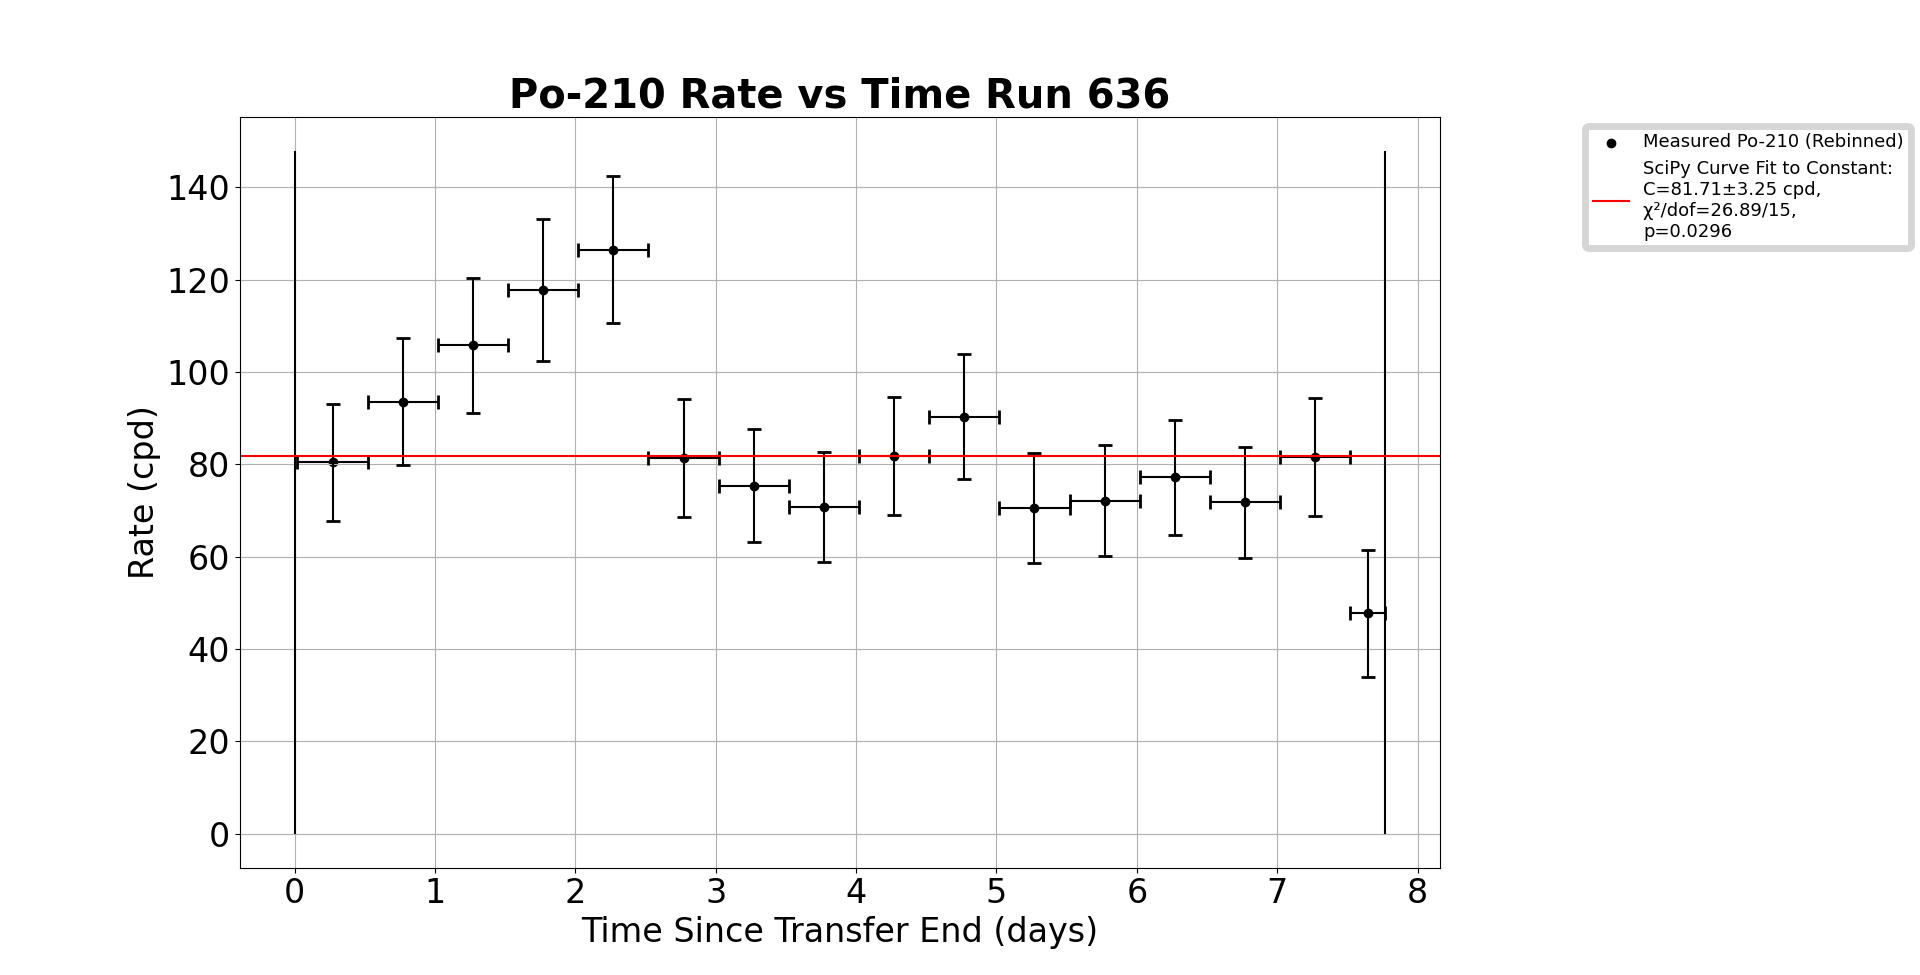 Po-210 Rate vs Time Run 636
Measured Po-210 (Rebinned)
SciPy Curve Fit to Constant:
C=81.71±3.25 cpd,
χ²/dof=26.89/15,
p=0.0296
Rate (cpd)
140
120
100
80
60
40
20
0
0 1 2 3 4 5 6 7 8
Time Since Transfer End (days)